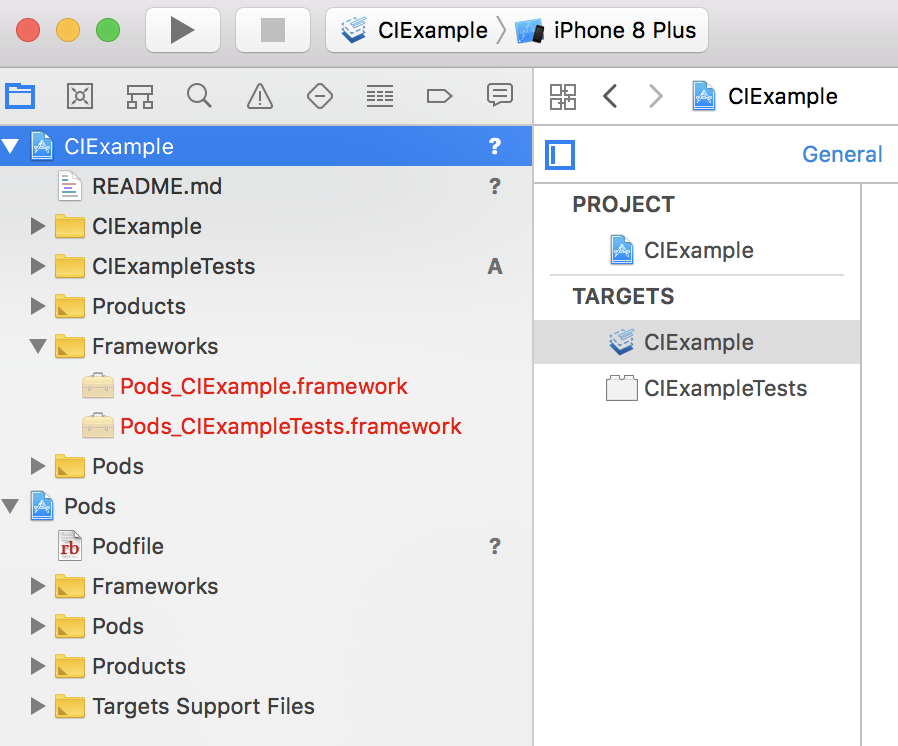 CIExample
iPhone 8 Plus
CIExample
CIExample ?
General
README.md ?
PROJECT
CIExample
CIExample
CIExampleTests A
TARGETS
Products
CIExample
Frameworks
CIExampleTests
Pods_CIExample.framework
Pods_CIExampleTests.framework
Pods
Pods
rb
Podfile ?
Frameworks
Pods
Products
Targets Support Files